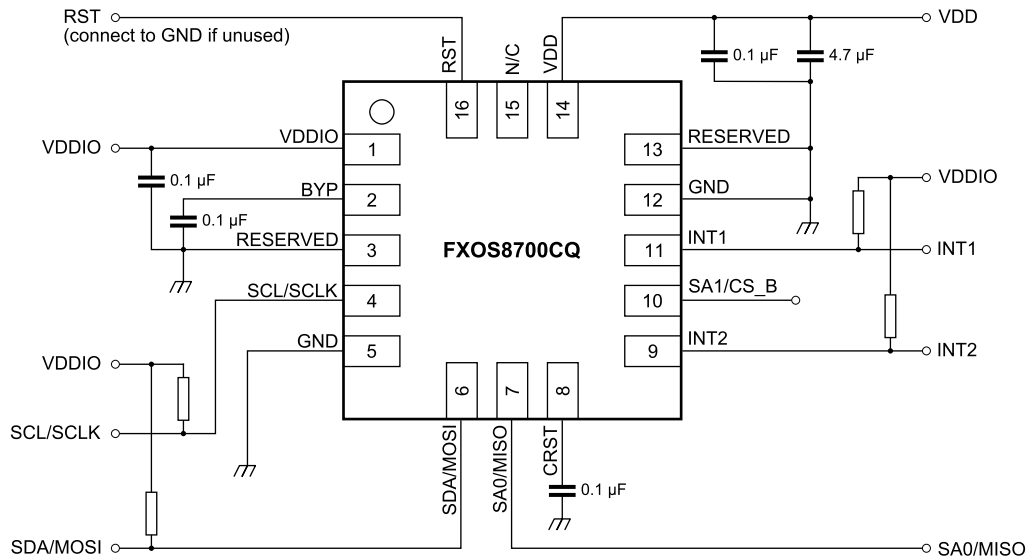 RST
(connect to GND if unused)
VDD
RST
N/C
VDD
0.1 µF
4.7 µF
16
15
14
VDDIO
VDDIO
1
13
RESERVED
0.1 µF
BYP
2
12
GND
VDDIO
0.1 µF
RESERVED
3
FXOS8700CQ
11
INT1
INT1
SCL/SCLK
4
10
SA1/CS_B
GND
5
9
INT2
INT2
VDDIO
6
7
8
SCL/SCLK
SDA/MOSI
SA0/MISO
CRST
0.1 µF
SDA/MOSI
SA0/MISO